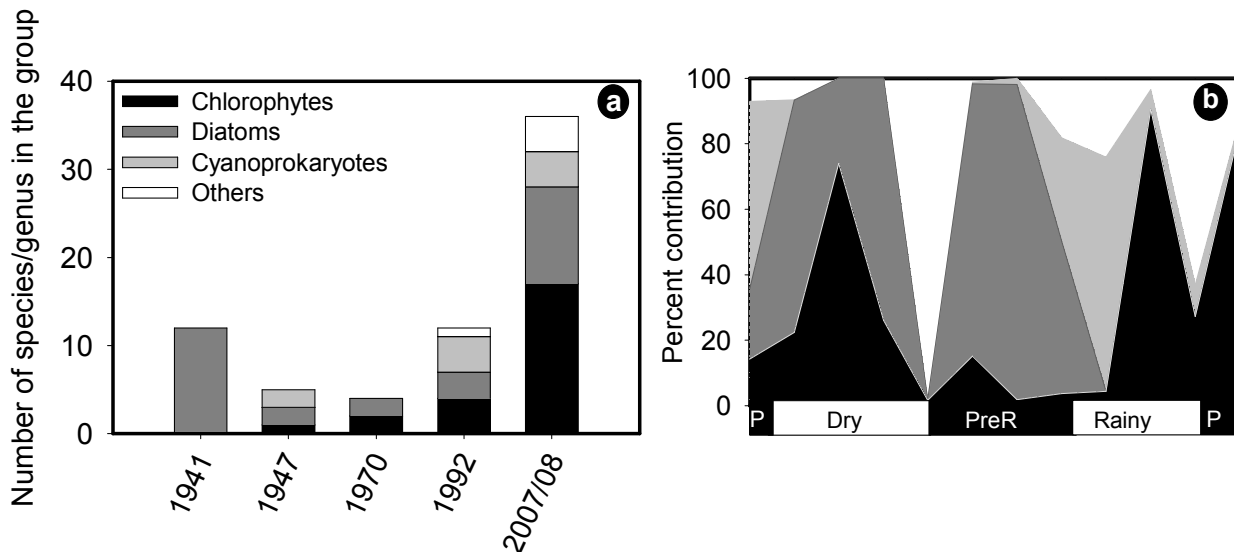 Number of species/genus in the group
40
30
20
10
0
Chlorophytes
Diatoms
Cyanoprokaryotes
Others
a
1941
1947
1970
1992
2007/08
Percent contribution
100
80
60
40
20
0
b
P
Dry
PreR
Rainy
P